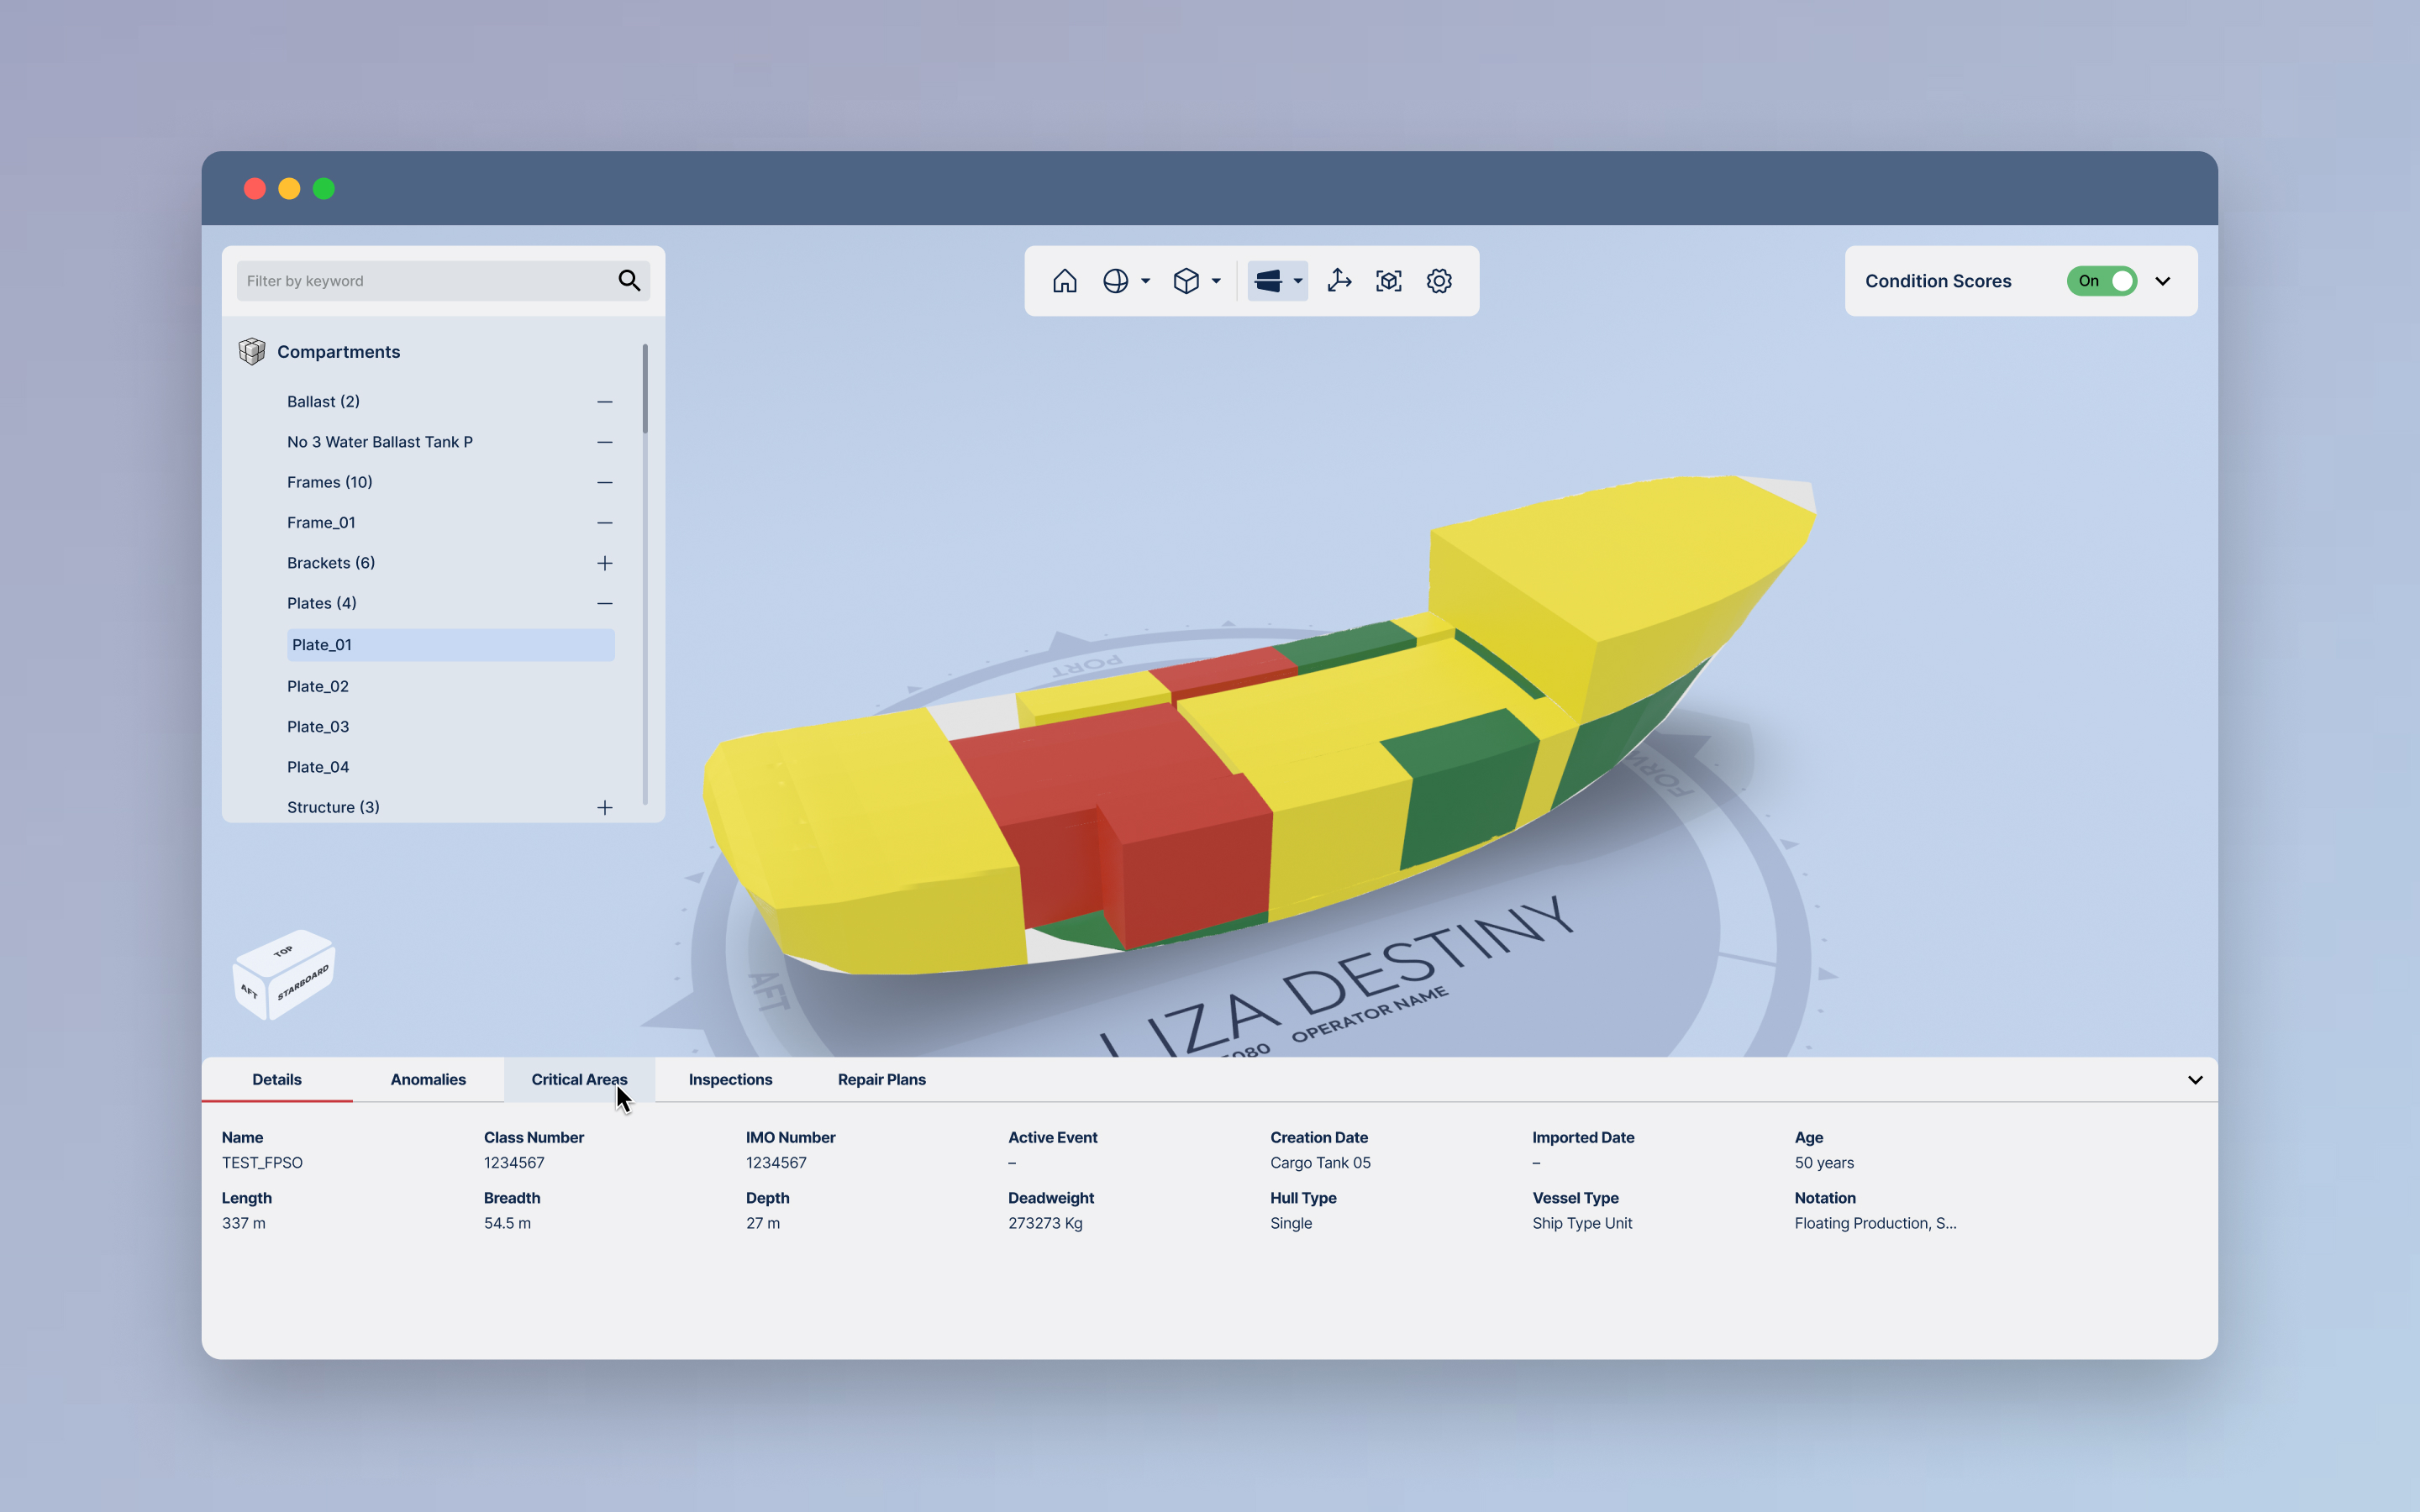 Filter by keyword
Condition Scores
On
Compartments
Ballast (2)
No 3 Water Ballast Tank P
Frames (10)
Frame_01
Brackets (6)
Plates (4)
Plate_01
Plate_02
Plate_03
Plate_04
Structure (3)
PORT
AFT
LIZA DESTINY
OPERATOR NAME
TOP
AFT
STARBOARD
Details
Anomalies
Critical Areas
Inspections
Repair Plans
Name
Class Number
IMO Number
Active Event
Creation Date
Imported Date
Age
TEST_FPSO
1234567
1234567
–
Cargo Tank 05
–
50 years
Length
Breadth
Depth
Deadweight
Hull Type
Vessel Type
Notation
337 m
54.5 m
27 m
273273 Kg
Single
Ship Type Unit
Floating Production, S...